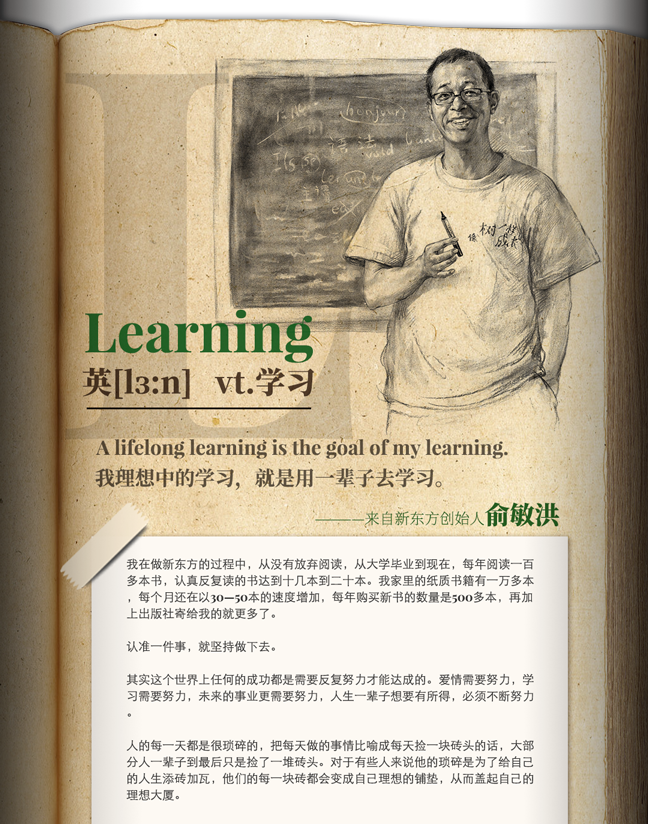 bonjour
Learning
英[lɜ:n] vt.学习
A lifelong learning is the goal of my learning.
我理想中的学习，就是用一辈子去学习。
———来自新东方创始人俞敏洪
我在做新东方的过程中，从没有放弃阅读，从大学毕业到现在，每年阅读一百
多本书，认真反复读的书达到十几本到二十本。我家里的纸质书籍有一万多本
，每个月还在以30—50本的速度增加，每年购买新书的数量是500多本，再加
上出版社寄给我的就更多了。
认准一件事，就坚持做下去。
其实这个世界上任何的成功都是需要反复努力才能达成的。爱情需要努力，学
习需要努力，未来的事业更需要努力，人生一辈子想要有所得，必须不断努力
。
人的每一天都是很琐碎的，把每天做的事情比喻成每天捡一块砖头的话，大部
分人一辈子到最后只是捡了一堆砖头。对于有些人来说他的琐碎是为了给自己
的人生添砖加瓦，他们的每一块砖都会变成自己理想的铺垫，从而盖起自己的
理想大厦。